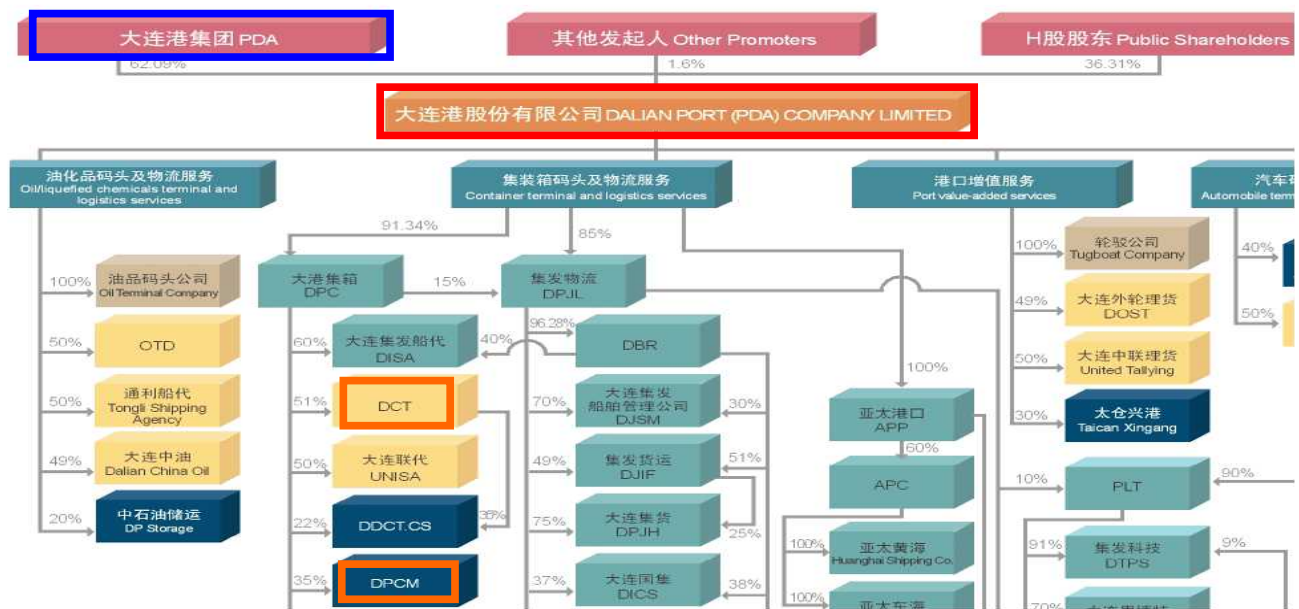 大连港集团 PDA
其他发起人 Other Promoters
H股股东 Public Shareholders
62.09%
1.6%
36.31%
大连港股份有限公司 DALIAN PORT (PDA) COMPANY LIMITED
油化品码头及物流服务
Oil/liquefied chemicals terminal and
logistics services
集装箱码头及物流服务
Container terminal and logistics services
港口增值服务
Port value-added services
汽车
Automobile term
91.34%
85%
100%
油品码头公司
Oil Terminal Company
大港集箱
DPC
15%
集发物流
DPJL
100%
轮驳公司
Tugboat Company
40%
50%
OTD
60%
大连集发船代
DISA
40%
96.28%
DBR
100%
49%
大连外轮理货
DOST
50%
50%
通利船代
Tongli Shipping
Agency
51%
DCT
70%
大连集发
船舶管理公司
DJSM
30%
亚太港口
APP
50%
大连中联理货
United Tallying
30%
太仓兴港
Taican Xingang
49%
大连中油
Dalian China Oil
50%
大连联代
UNISA
49%
集发货运
DJIF
51%
60%
APC
10%
PLT
90%
20%
中石油储运
DP Storage
22%
DDCT.CS
35%
75%
大连集货
DPJH
25%
100%
亚太黄海
Huanghai Shipping Co.
91%
集发科技
DTPS
9%
35%
DPCM
37%
大连国集
DICS
38%
100%
亚太东海
70%